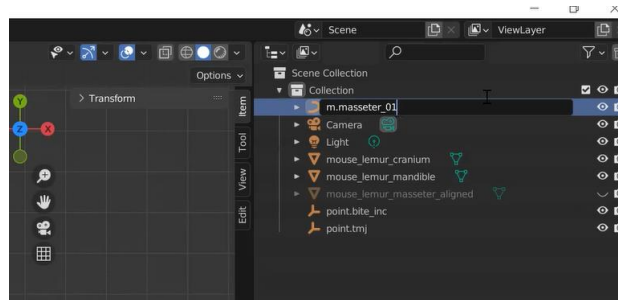 Scene
ViewLayer
Options
Scene Collection
Collection
Transform
m.masseter_01
Camera
Light
mouse_lemur_cranium
mouse_lemur_mandible
mouse_lemur_masseter_aligned
point.bite_inc
point.tmj
Item
Tool
View
Edit
X